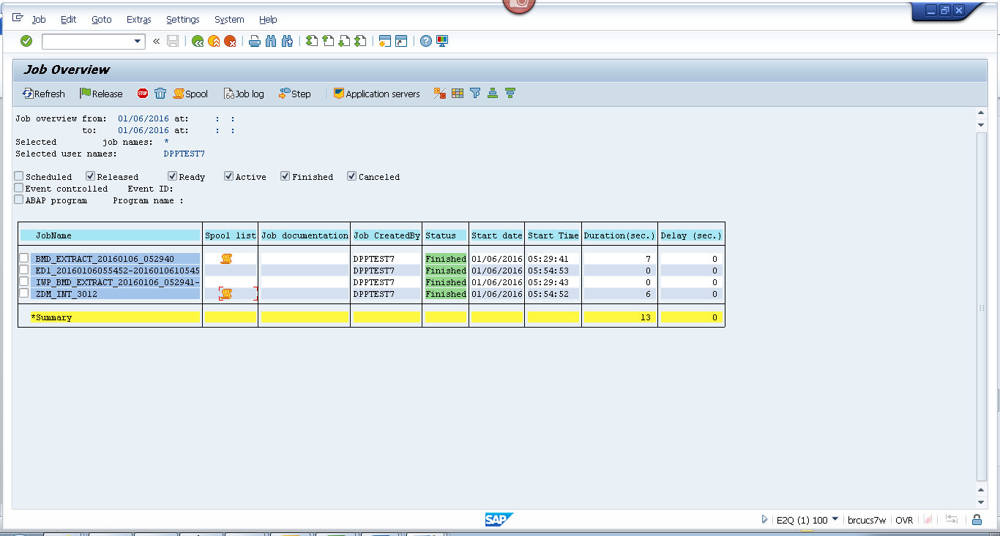 Job Edit Goto Extras Settings System Help
Job Overview
Refresh Release STOP Spool Job log Step Application servers
Job overview from: 01/06/2016 at: : :
to: 01/06/2016 at: : :
Selected job names: *
Selected user names: DPPTEST7
Scheduled Released Ready Active Finished Canceled
Event controlled Event ID:
ABAP program Program name :
JobName Spool list Job documentation Job CreatedBy Status Start date Start Time Duration(sec.) Delay (sec.)
BMD_EXTRACT_20160106_052940 DPPTEST7 Finished 01/06/2016 05:29:41 7 0
ED1_20160106055452-2016010610545 DPPTEST7 Finished 01/06/2016 05:54:53 0 0
IWP_BMD_EXTRACT_20160106_052941- DPPTEST7 Finished 01/06/2016 05:29:43 0 0
ZDM_INT_3012 DPPTEST7 Finished 01/06/2016 05:54:52 6 0
*Summary 13 0
SAP E2Q (1) 100 brcucs7w OVR